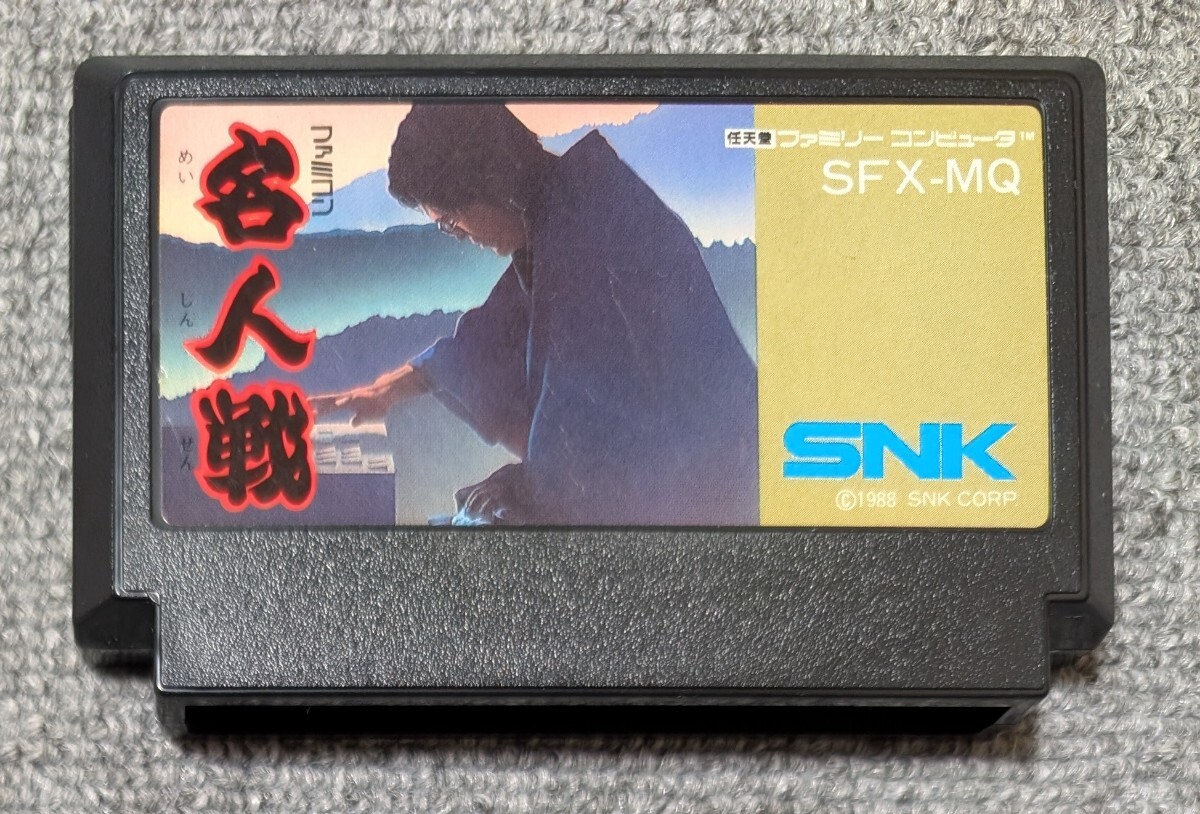 ファミコン
名人戦
めい
じん
せん
任天堂 ファミリー コンピュータ™
SFX-MQ
SNK
©1988 SNK CORP.